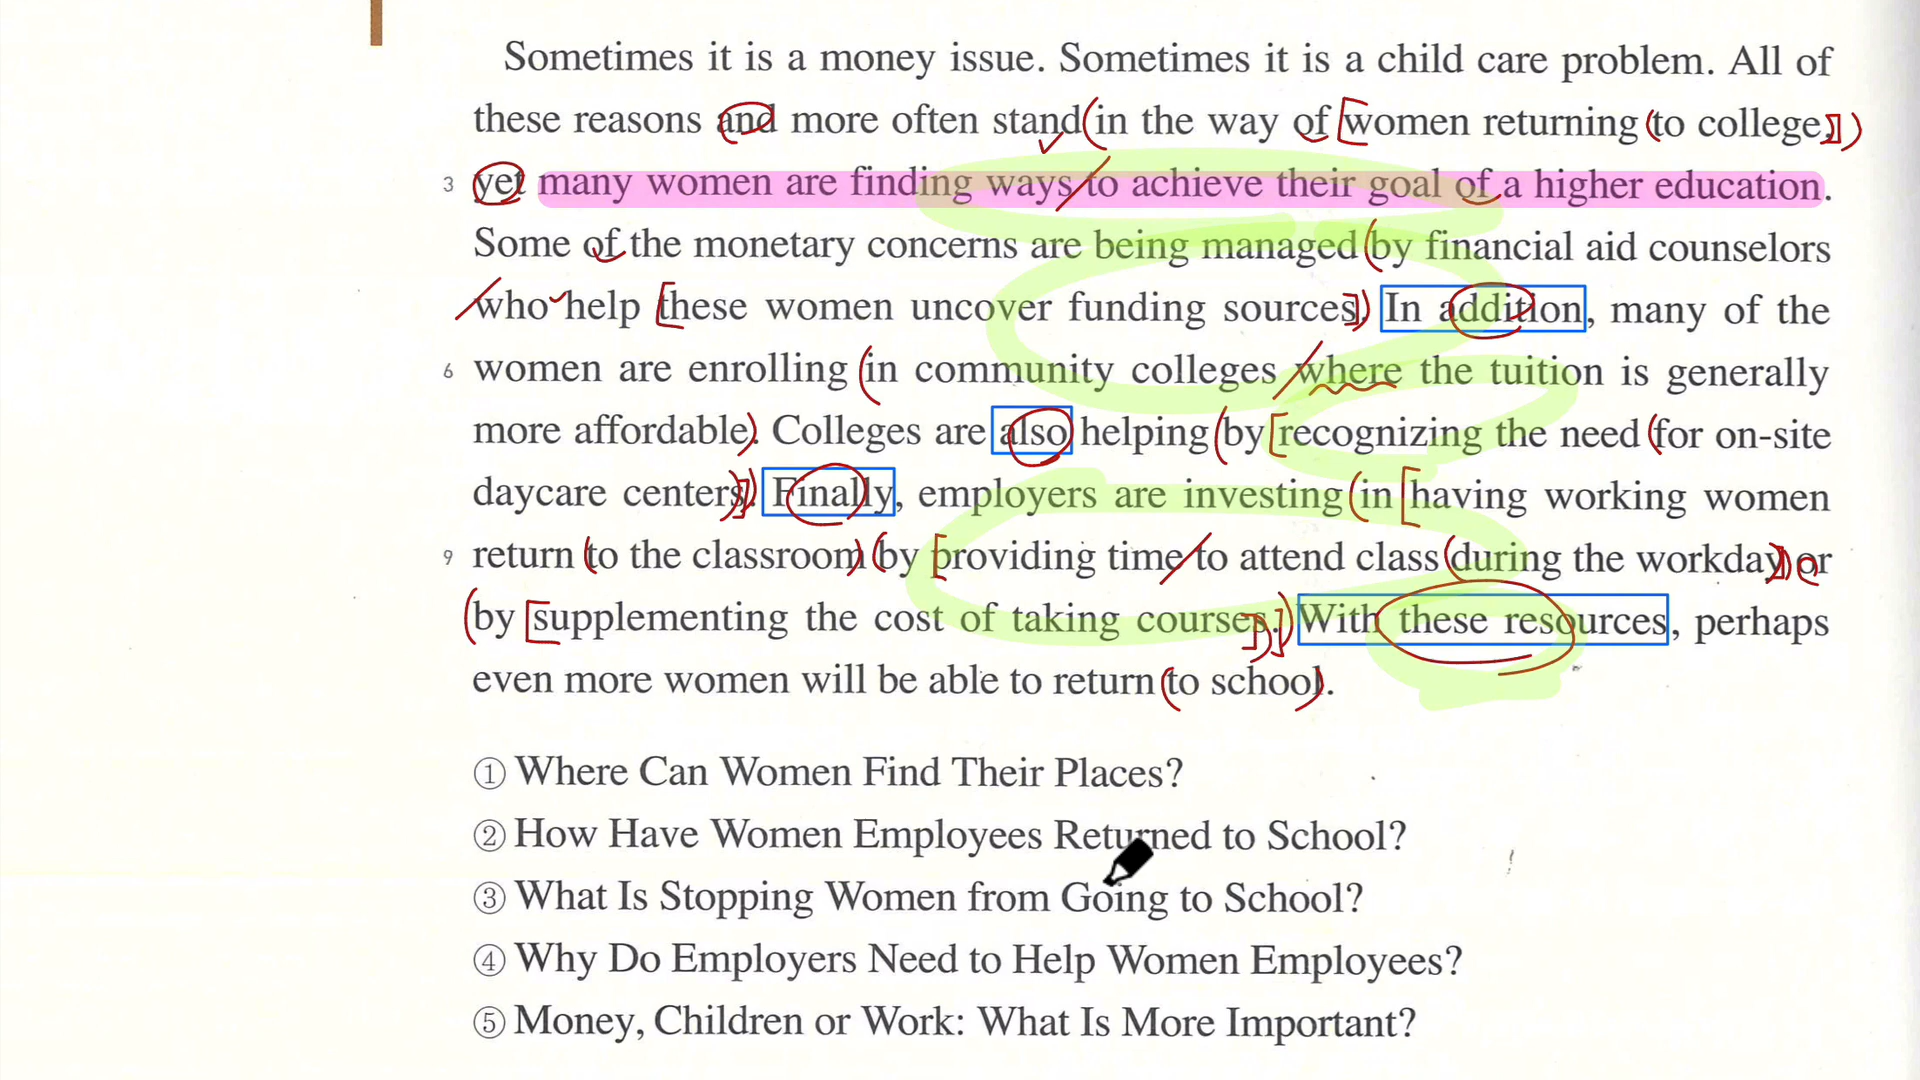 Sometimes it is a money issue. Sometimes it is a child care problem. All of
these reasons and more often stand in the way of women returning to college,
3 yet many women are finding ways to achieve their goal of a higher education.
Some of the monetary concerns are being managed by financial aid counselors
who help these women uncover funding sources. In addition, many of the
6 women are enrolling in community colleges where the tuition is generally
more affordable. Colleges are also helping by recognizing the need for on-site
daycare centers. Finally, employers are investing in having working women
9 return to the classroom by providing time to attend class during the workday or
by supplementing the cost of taking courses. With these resources, perhaps
even more women will be able to return to school.
① Where Can Women Find Their Places?
② How Have Women Employees Returned to School?
③ What Is Stopping Women from Going to School?
④ Why Do Employers Need to Help Women Employees?
⑤ Money, Children or Work: What Is More Important?